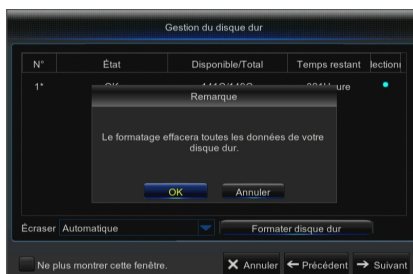 Gestion du disque dur
N° État Disponible/Total Temps restant lection
1*
Remarque
Le formatage effacera toutes les données de votre
disque dur.
OK Annuler
Écraser Automatique Formater disque dur
Ne plus montrer cette fenêtre. Annuler Précédent Suivant